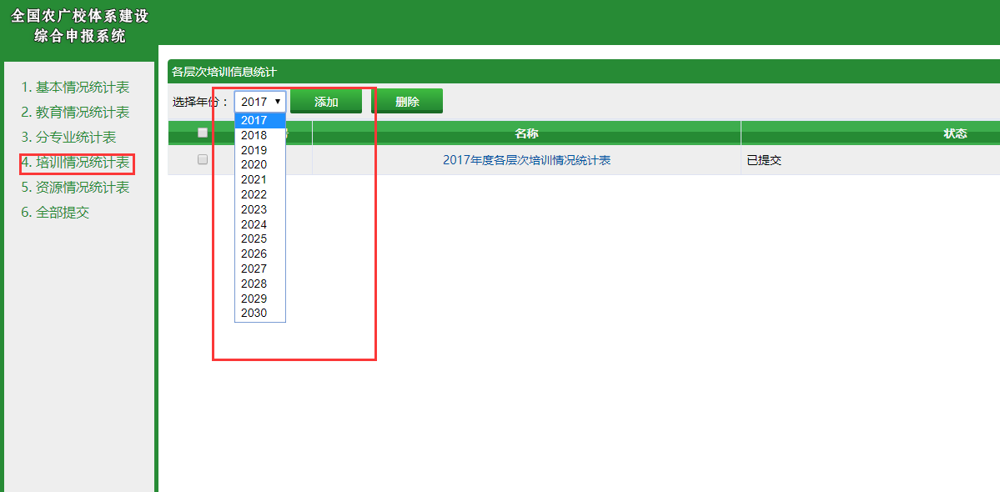 全国农广校体系建设
综合申报系统
1. 基本情况统计表
2. 教育情况统计表
3. 分专业统计表
4. 培训情况统计表
5. 资源情况统计表
6. 全部提交
各层次培训信息统计
选择年份： 2017 添加 删除
名称 状态
2017年度各层次培训情况统计表 已提交
2017
2018
2019
2020
2021
2022
2023
2024
2025
2026
2027
2028
2029
2030